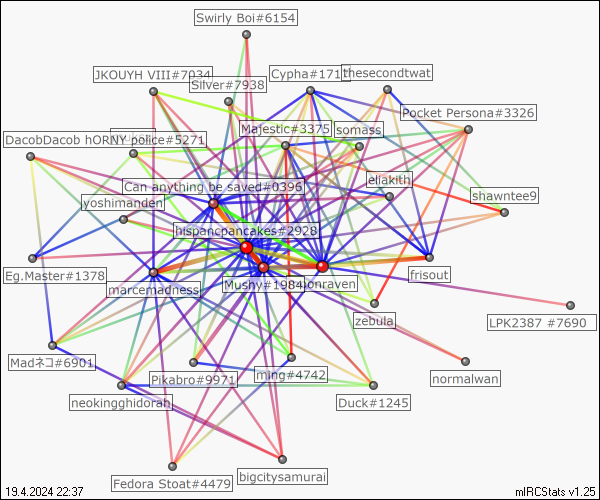 Swirly Boi#6154
JKOUYH VIII#7034
Silver#7938
Cypha#171
thesecondtwat
Pocket Persona#3326
DacobDacob hORNY police#5271
Majestic#3375
somass
Can anything be saved#0396
eliakith
shawntee9
yoshimanden
hispancpancakes#2928
Eg.Master#1378
marcemadness
Mushy#1984
onraven
frisout
zebula
LPK2387 #7690
Madネコ#6901
Pikabro#9971
ming#4742
normalwan
neokingghidorah
Duck#1245
Fedora Stoat#4479
bigcitysamurai
19.4.2024 22:37
mIRCStats v1.25